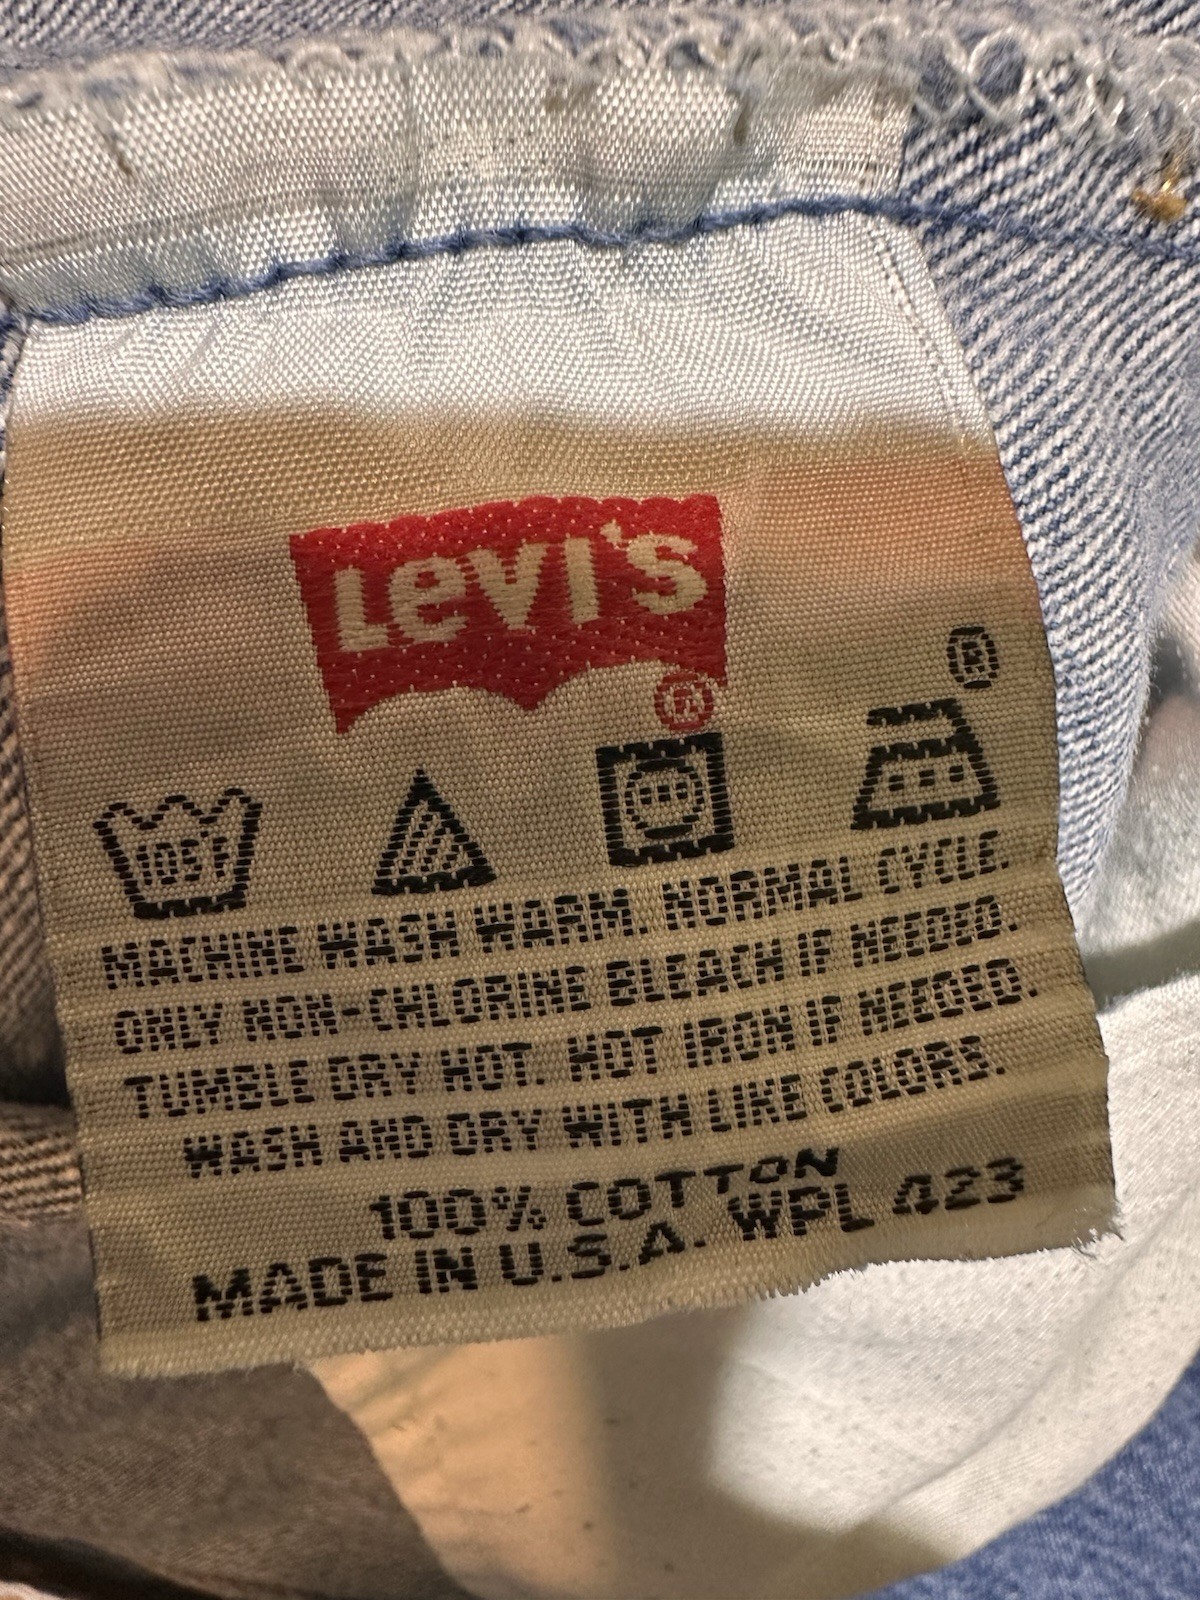 Levi's
®
®
105F
MACHINE WASH WARM. NORMAL CYCLE.
ONLY NON-CHLORINE BLEACH IF NEEDED.
TUMBLE DRY HOT. HOT IRON IF NEEDED.
WASH AND DRY WITH LIKE COLORS.
100% COTTON
MADE IN U.S.A. WPL 423